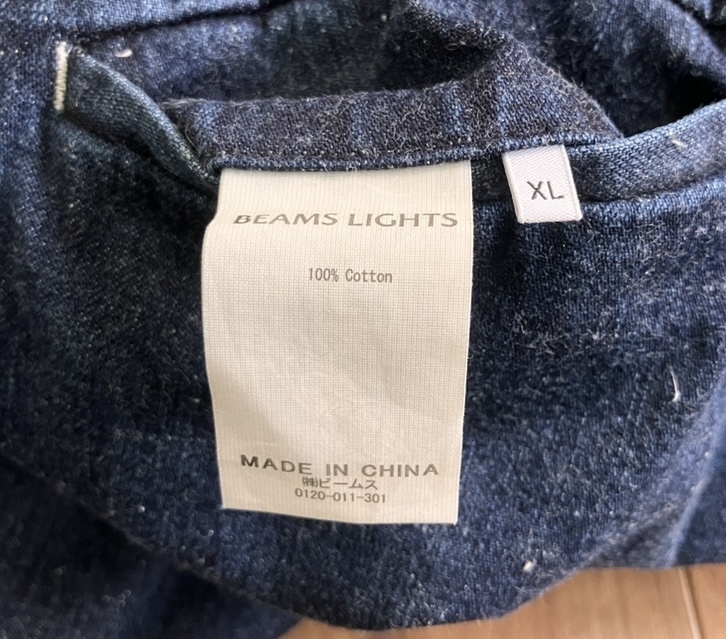 BEAMS LIGHTS
XL
100% Cotton
MADE IN CHINA
㈱ビームス
0120-011-301